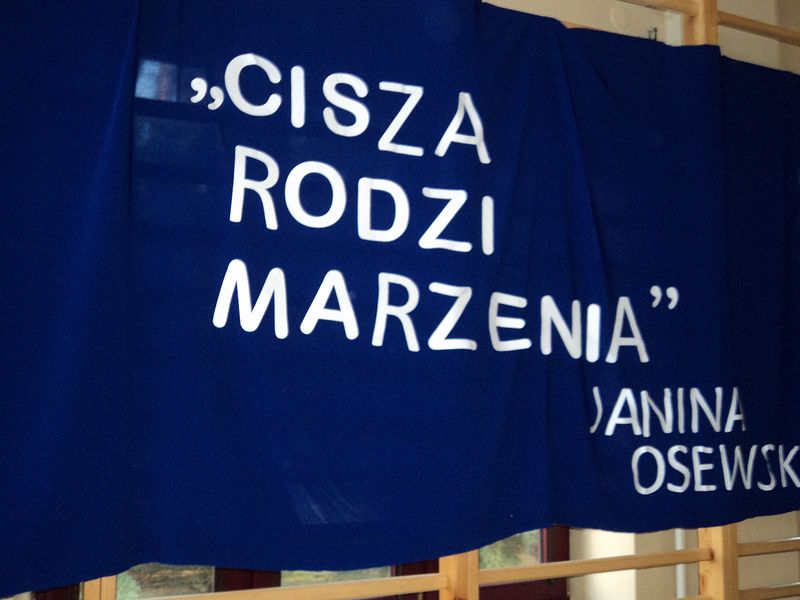 „CISZA
RODZI
MARZENIA”
JANINA
OSEWSK